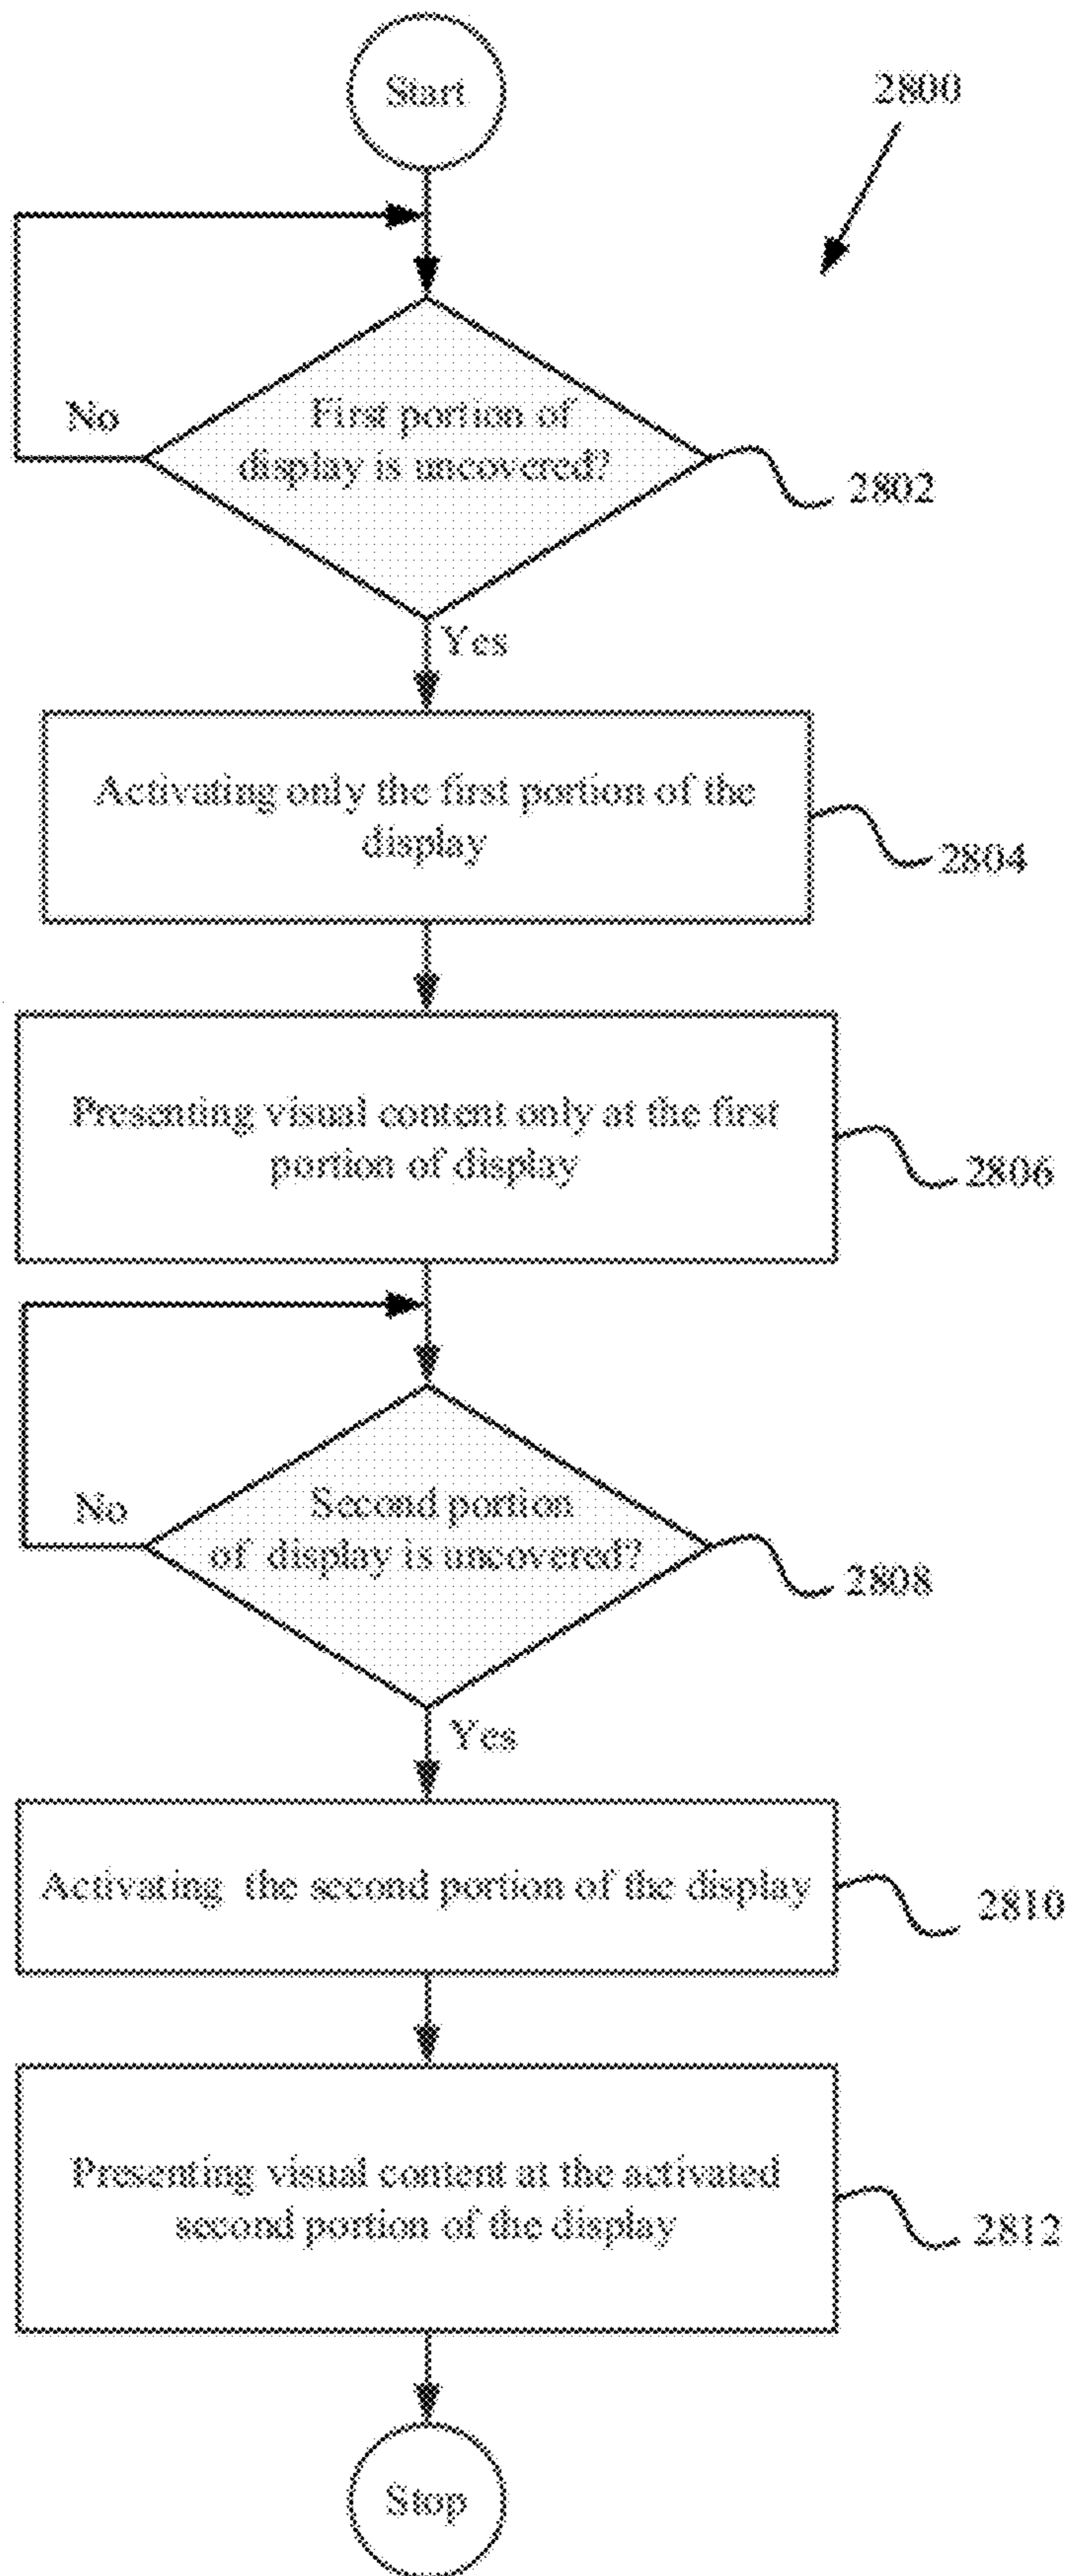 Start
2800
First portion of
display is uncovered?
No
2802
Yes
Activating only the first portion of the
display
2804
Presenting visual content only at the first
portion of display
2806
Second portion
of display is uncovered?
No
2808
Yes
Activating the second portion of the display
2810
Presenting visual content at the activated
second portion of the display
2812
Stop